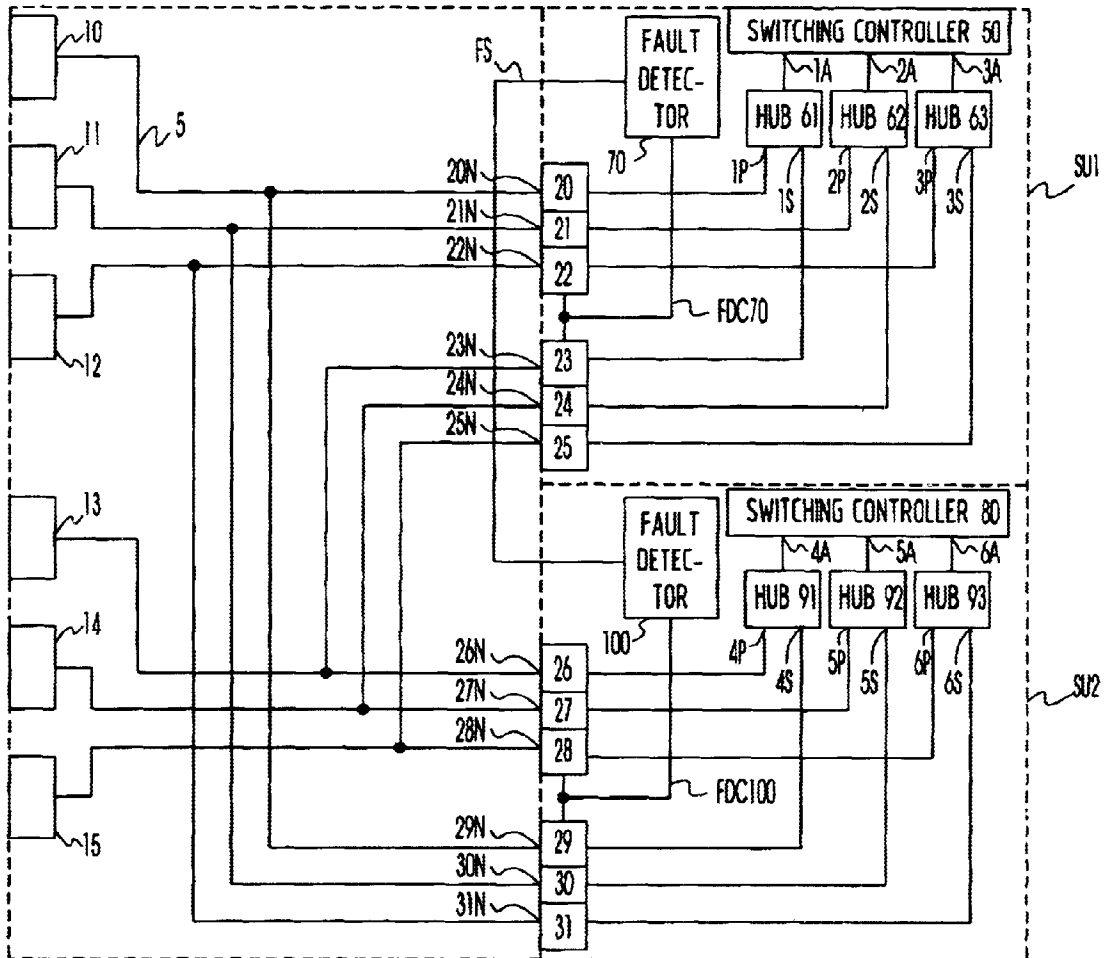 10
FS
FAULT
DETEC-
TOR
SWITCHING CONTROLLER 50
1A
2A
3A
HUB 61
HUB 62
HUB 63
5
11
70
1P
1S
2P
2S
3P
3S
SU1
20N
20
21N
21
22N
22
12
FDC70
23N
23
24N
24
25N
25
13
FAULT
DETEC-
TOR
SWITCHING CONTROLLER 80
4A
5A
6A
HUB 91
HUB 92
HUB 93
14
100
4P
4S
5P
5S
6P
6S
SU2
26N
26
27N
27
28N
28
15
FDC100
29N
29
30N
30
31N
31